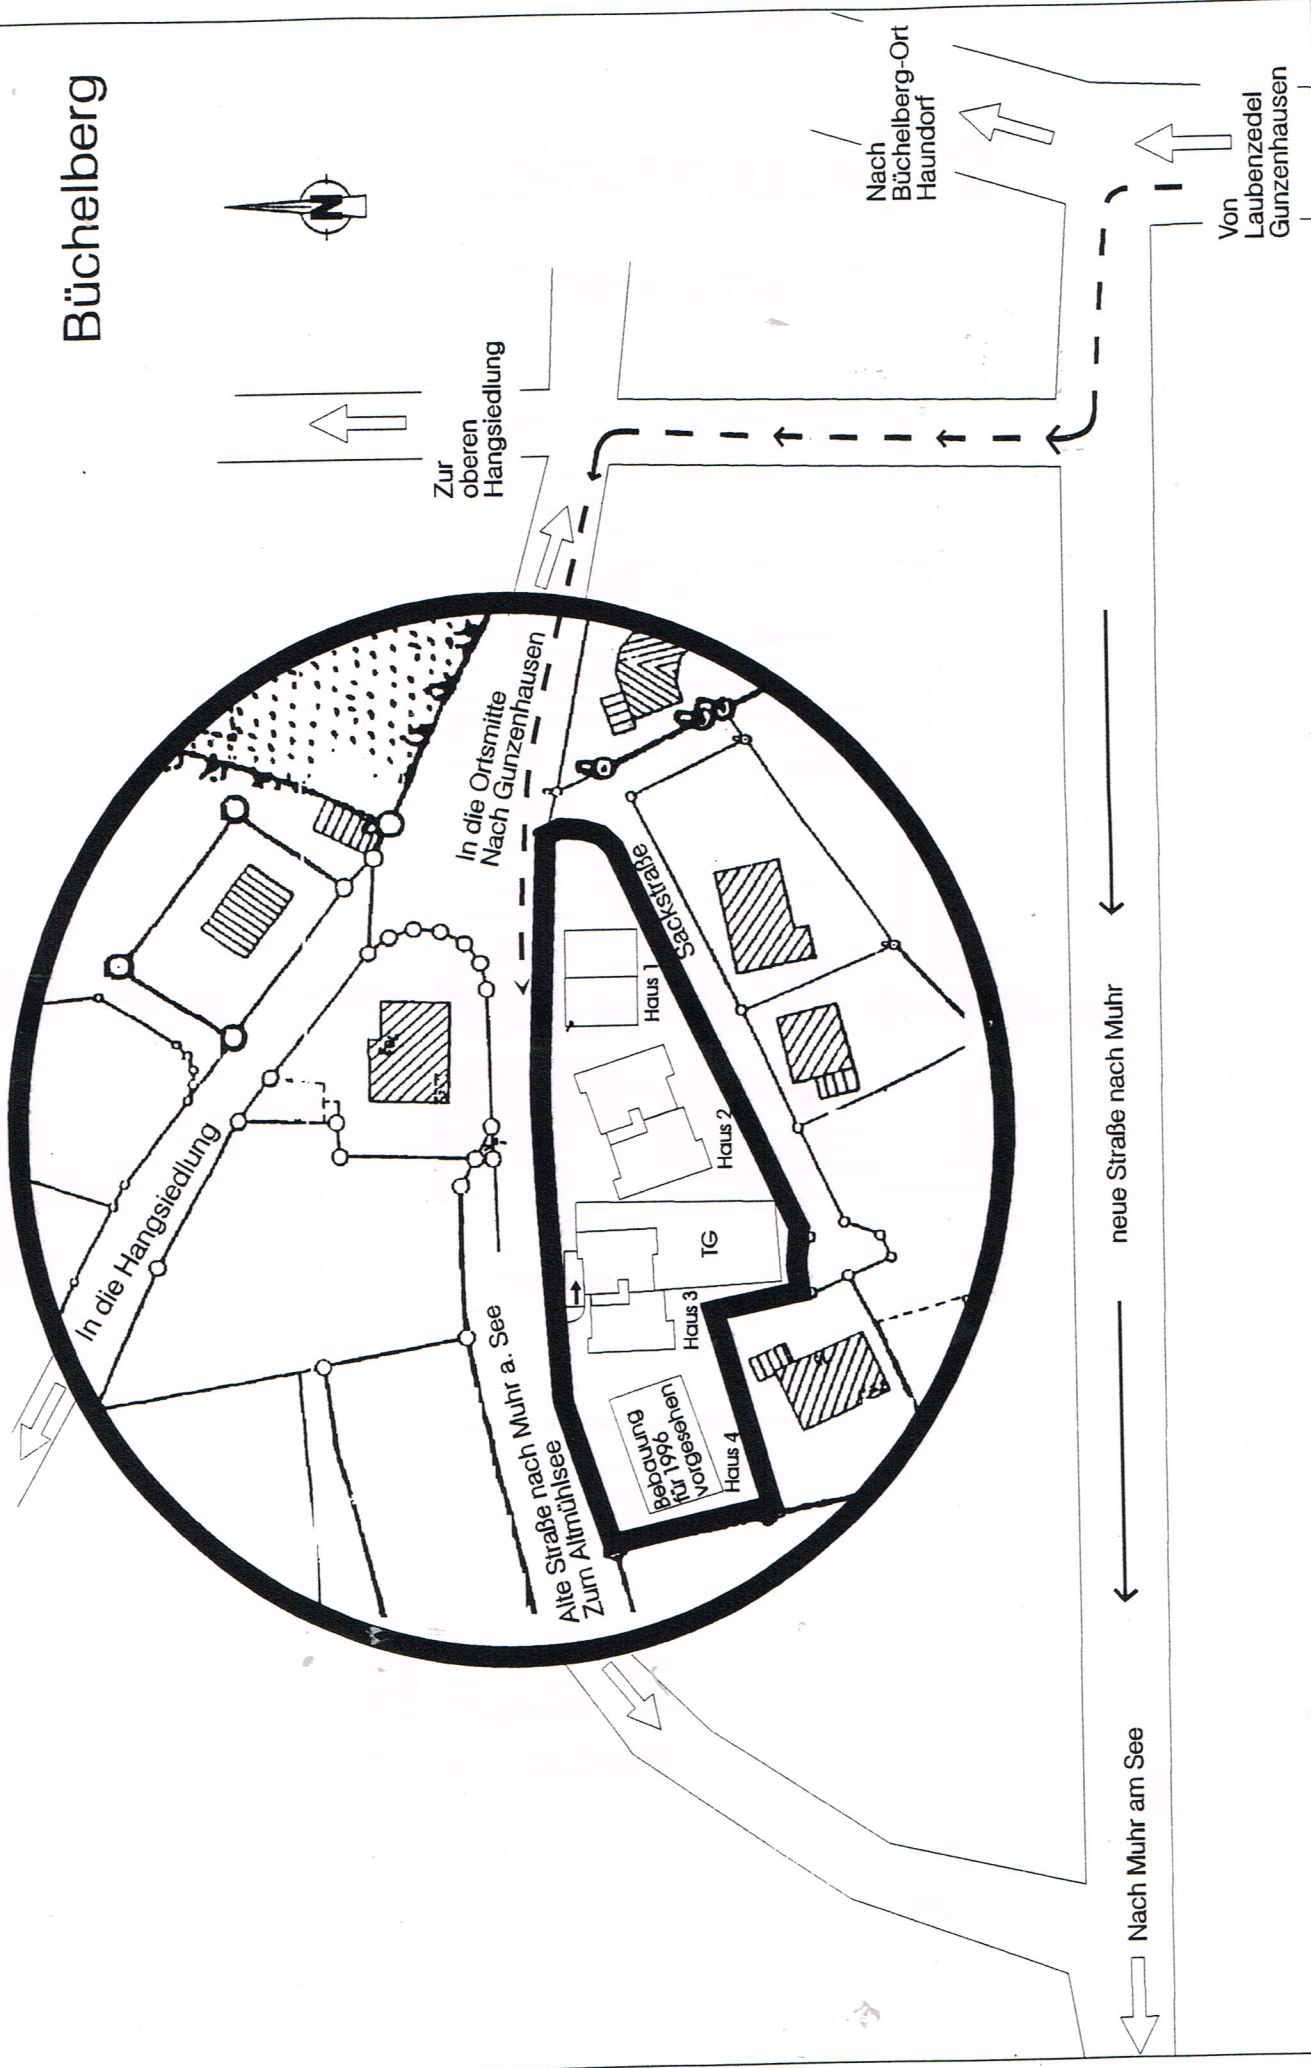 Büchelberg
N
Nach
Büchelberg-Ort
Haundorf
Von
Laubenzedel
Gunzenhausen
Zur
oberen
Hangsiedlung
In die Ortsmitte
Nach Gunzenhausen
In die Hangsiedlung
Sackstraße
Haus 1
Haus 2
TG
Haus 3
Haus 4
Bebauung
für 1996
vorgesehen
Alte Straße nach Muhr a. See
Zum Altmühlsee
neue Straße nach Muhr
Nach Muhr am See